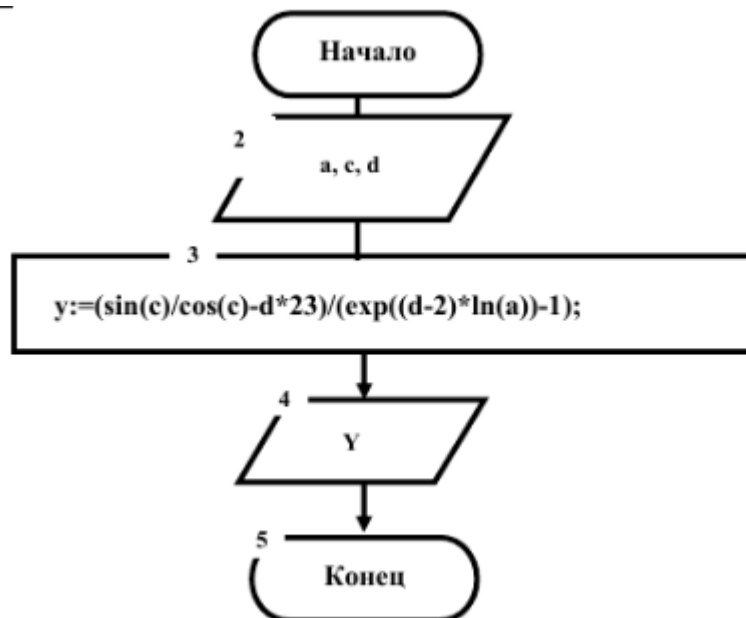 Начало
2
a, c, d
3
y:=(sin(c)/cos(c)-d*23)/(exp((d-2)*ln(a))-1);
4
Y
5
Конец